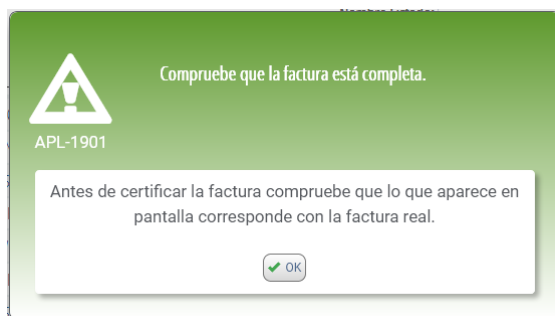 Compruebe que la factura está completa.
APL-1901
Antes de certificar la factura compruebe que lo que aparece en
pantalla corresponde con la factura real.
OK